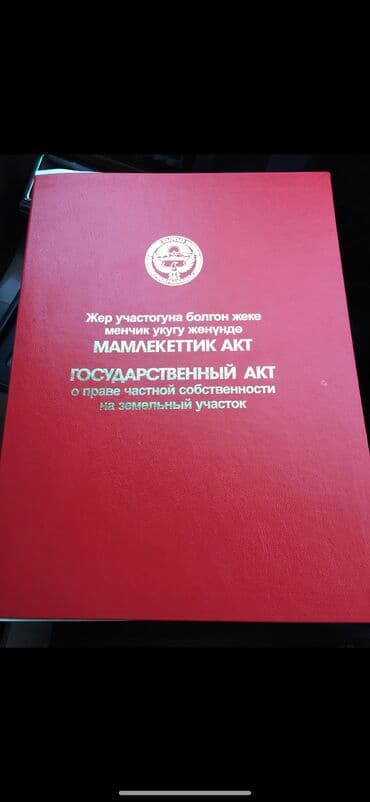 Жер участогуна болгон жеке
менчик укугу жөнүндө
МАМЛЕКЕТТИК АКТ
ГОСУДАРСТВЕННЫЙ АКТ
о праве частной собственности
на земельный участок